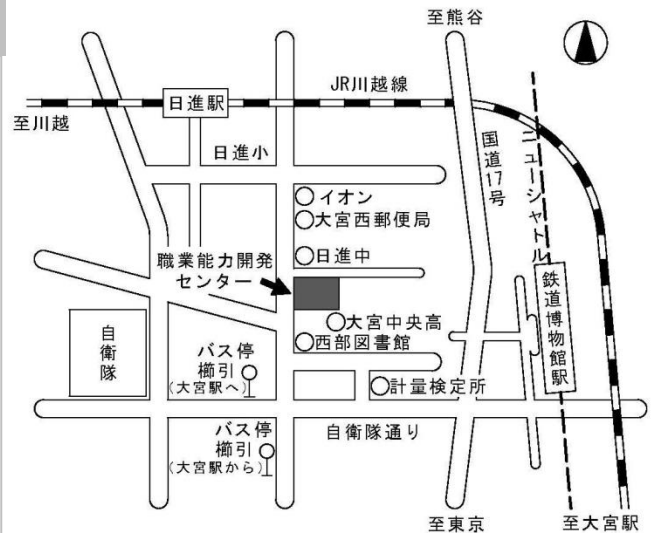 至熊谷
JR川越線
日進駅
至川越
日進小
国道17号
ニューシャトル
イオン
大宮西郵便局
日進中
職業能力開発
センター
鉄道博物館駅
大宮中央高
西部図書館
自衛隊
バス停
櫛引
(大宮駅へ)
計量検定所
バス停
櫛引
(大宮駅から)
自衛隊通り
至東京
至大宮駅